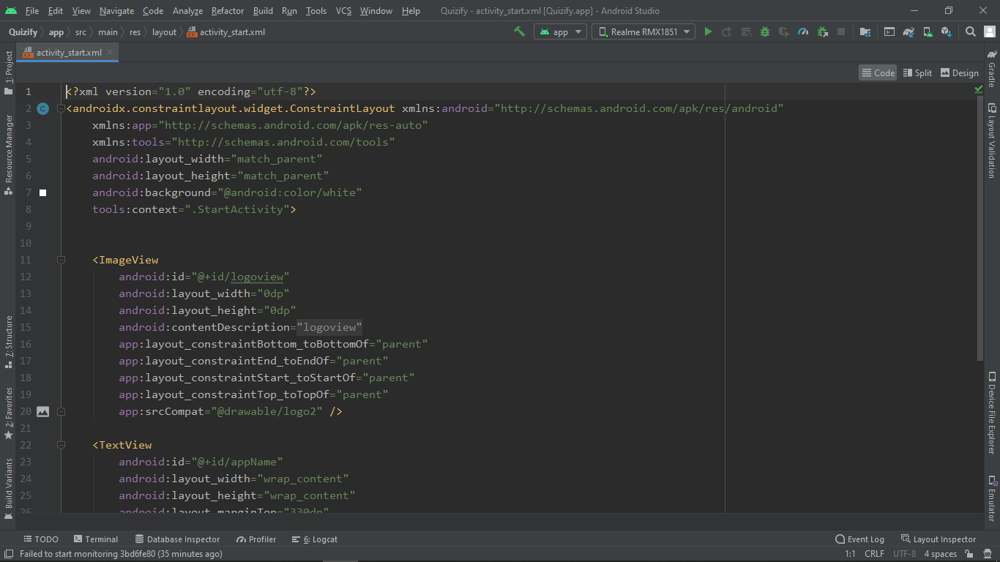 File Edit View Navigate Code Analyze Refactor Build Run Tools VCS Window Help Quizify - activity_start.xml [Quizify.app] - Android Studio
Quizify app src main res layout activity_start.xml app Realme RMX1851
activity_start.xml
Code Split Design
1: Project
Resource Manager
7: Structure
2: Favorites
Build Variants
1 <?xml version="1.0" encoding="utf-8"?>
2 <androidx.constraintlayout.widget.ConstraintLayout xmlns:android="http://schemas.android.com/apk/res/android"
3 xmlns:app="http://schemas.android.com/apk/res-auto"
4 xmlns:tools="http://schemas.android.com/tools"
5 android:layout_width="match_parent"
6 android:layout_height="match_parent"
7 android:background="@android:color/white"
8 tools:context=".StartActivity">
9
10
11 <ImageView
12 android:id="@+id/logoview"
13 android:layout_width="0dp"
14 android:layout_height="0dp"
15 android:contentDescription="logoview"
16 app:layout_constraintBottom_toBottomOf="parent"
17 app:layout_constraintEnd_toEndOf="parent"
18 app:layout_constraintStart_toStartOf="parent"
19 app:layout_constraintTop_toTopOf="parent"
20 app:srcCompat="@drawable/logo2" />
21
22 <TextView
23 android:id="@+id/appName"
24 android:layout_width="wrap_content"
25 android:layout_height="wrap_content"
26 android:layout_marginTop="330dp"
Gradle
Layout Validation
Device File Explorer
Emulator
TODO Terminal Database Inspector Profiler 6: Logcat Event Log Layout Inspector
Failed to start monitoring 3bd6fe80 (35 minutes ago) 1:1 CRLF UTF-8 4 spaces